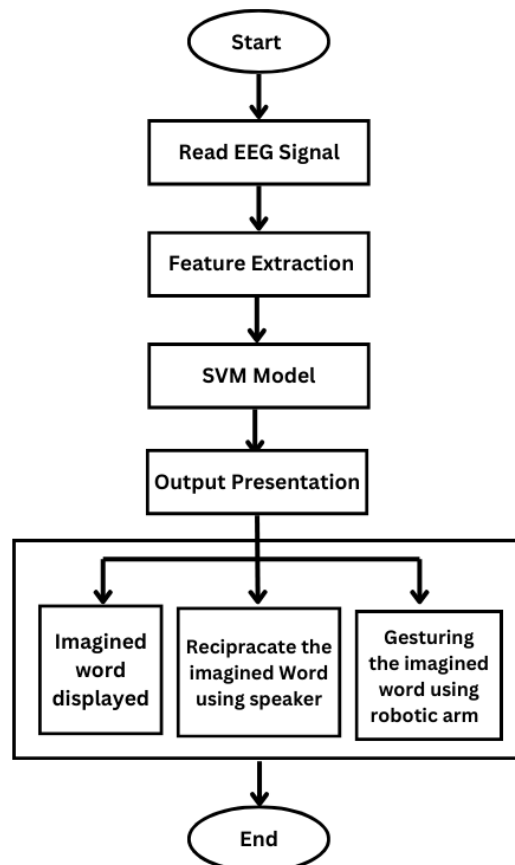 Start
Read EEG Signal
Feature Extraction
SVM Model
Output Presentation
Imagined
word
displayed
Recipracate the
imagined Word
using speaker
Gesturing
the imagined
word using
robotic arm
End